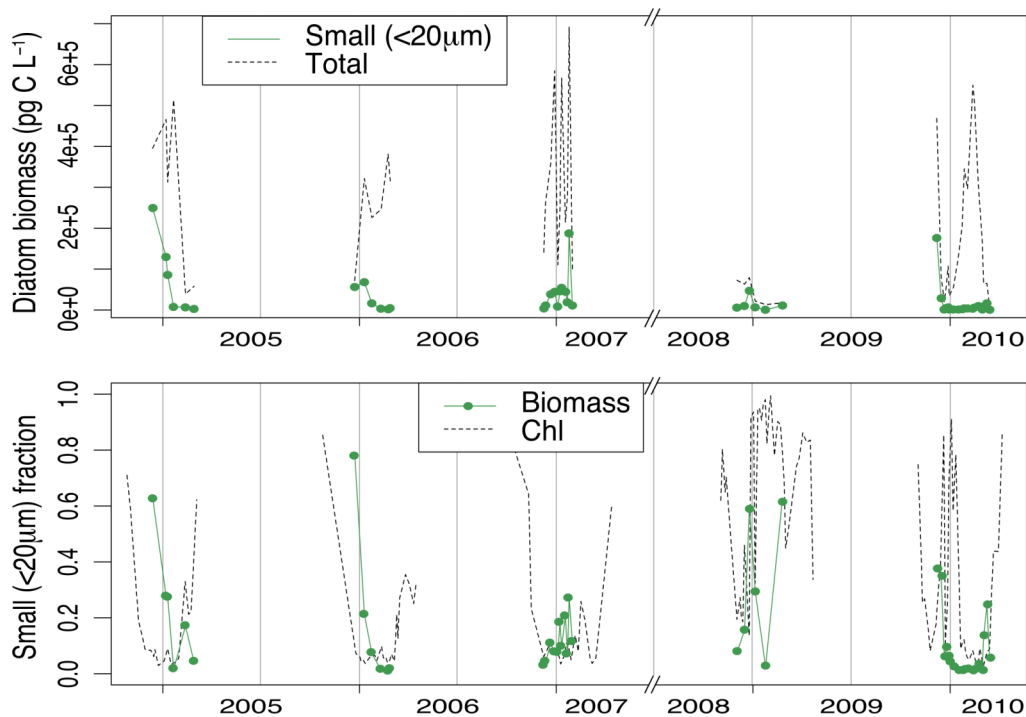 Diatom biomass (pg C L⁻¹)
0e+0
2e+5
4e+5
6e+5
Small (<20μm)
Total
2005
2006
2007
2008
2009
2010
Small (<20μm) fraction
0.0
0.2
0.4
0.6
0.8
1.0
Biomass
Chl
2005
2006
2007
2008
2009
2010